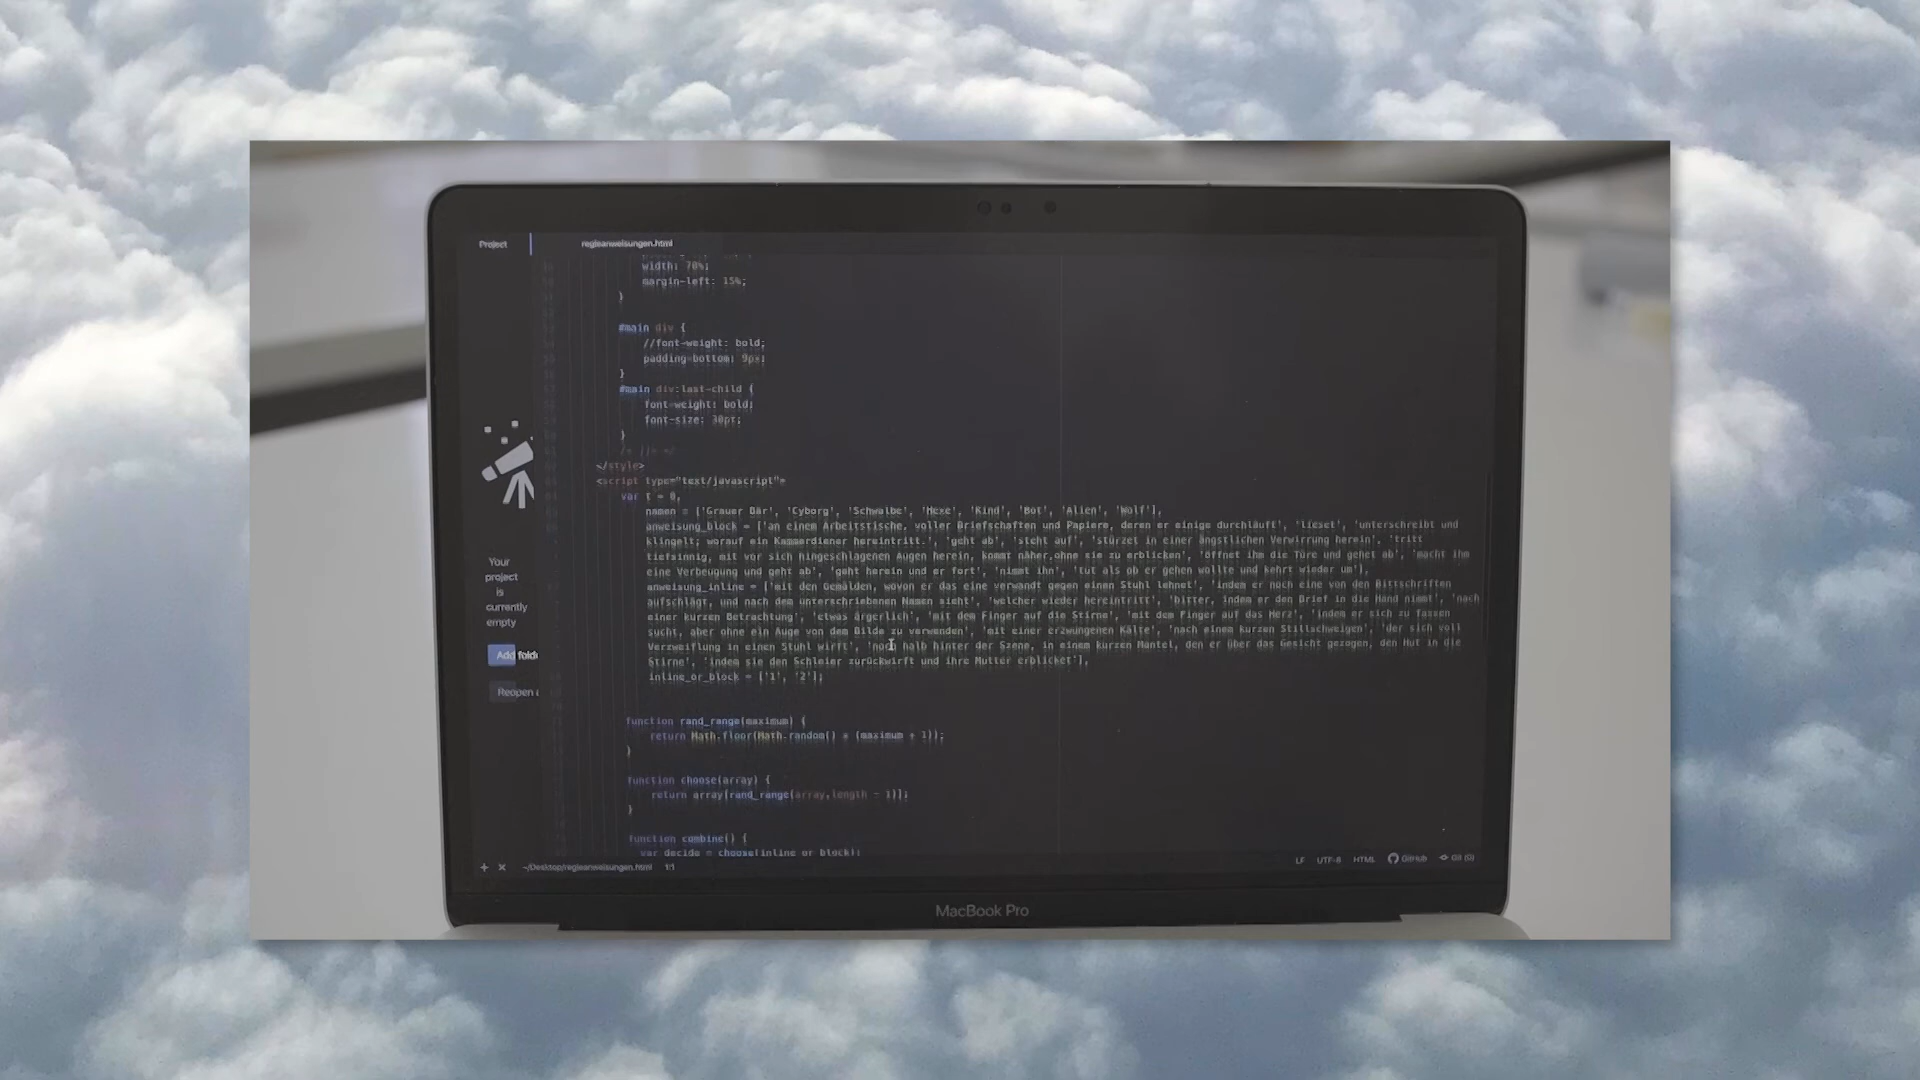 Project
regieanweisungen.html
width: 70%;
margin-left: 15%;
}
#main div {
//font-weight: bold;
padding-bottom: 9px;
}
#main div:last-child {
font-weight: bold;
font-size: 30pt;
}
</style>
<script type="text/javascript">
var t = 0,
namen = ['Grauer Bär', 'Cyborg', 'Schwalbe', 'Hexe', 'Kind', 'Bot', 'Alien', 'Wolf'],
anweisung_block = ['an einem Arbeitstische, voller Briefschaften und Papiere, deren er einige durchläuft', 'lieset', 'unterschreibt und
klingelt; worauf ein Kammerdiener hereintritt.', 'geht ab', 'steht auf', 'stürzet in einer ängstlichen Verwirrung herein', 'tritt
tiefsinnig, mit vor sich hingeschlagenen Augen herein, kommt näher,ohne sie zu erblicken', 'öffnet ihm die Türe und gehet ab', 'macht ihm
eine Verbeugung und geht ab', 'geht herein und er fort', 'nimmt ihn', 'tut als ob er gehen wollte und kehrt wieder um'],
anweisung_inline = ['mit den Gemälden, wovon er das eine verwandt gegen einen Stuhl lehnet', 'indem er noch eine von den Bittschriften
aufschlägt, und nach dem unterschriebenen Namen sieht', 'welcher wieder hereintritt', 'bitter, indem er den Brief in die Hand nimmt', 'nach
einer kurzen Betrachtung', 'etwas ärgerlich', 'mit dem Finger auf die Stirne', 'mit dem Finger auf das Herz', 'indem er sich zu fassen
sucht, aber ohne ein Auge von dem Bilde zu verwenden', 'mit einer erzwungenen Kälte', 'nach einem kurzen Stillschweigen', 'der sich voll
Verzweiflung in einen Stuhl wirft', 'noch halb hinter der Szene, in einem kurzen Mantel, den er über das Gesicht gezogen, den Hut in die
Stirne', 'indem sie den Schleier zurückwirft und ihre Mutter erblicket'],
inline_or_block = ['1', '2'];
function rand_range(maximum) {
return Math.floor(Math.random() * (maximum + 1));
}
function choose(array) {
return array[rand_range(array.length - 1)];
}
function combine() {
var decide = choose(inline_or_block);
Your
project
is
currently
empty
Add folde
Reopen a
~/Desktop/regieanweisungen.html 1:1
LF UTF-8 HTML GitHub Git (0)
MacBook Pro